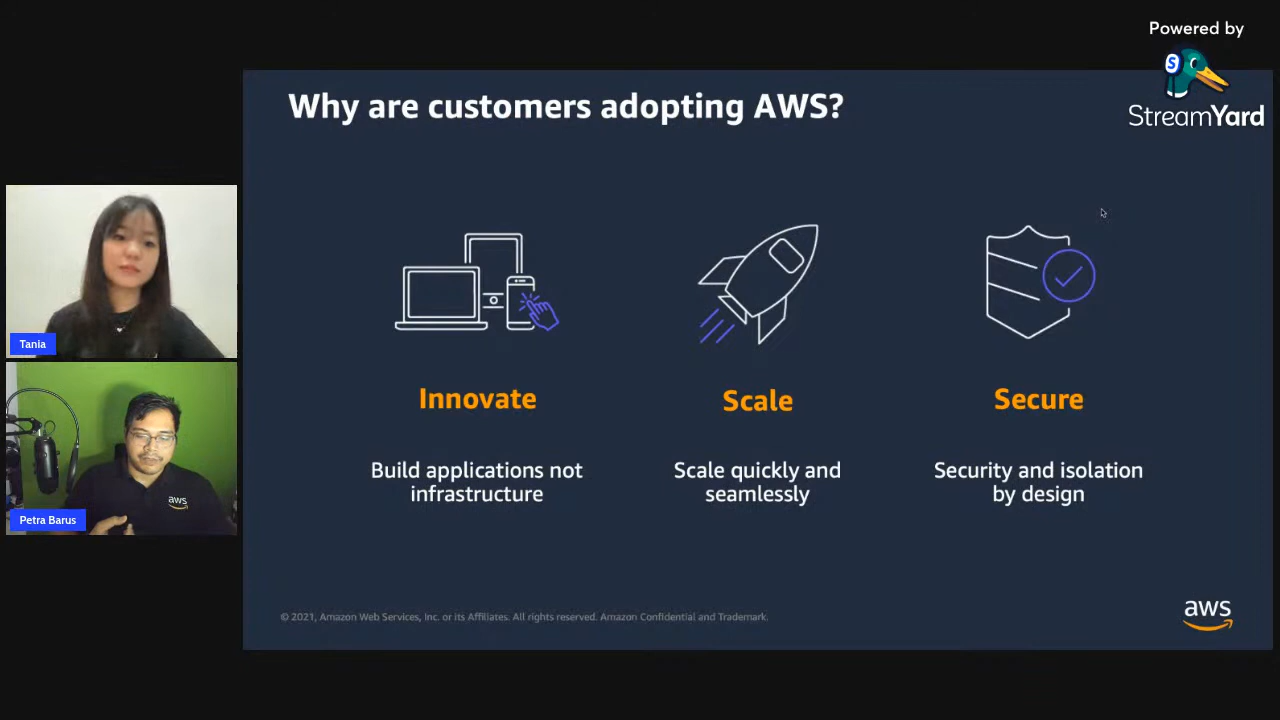 Powered by
StreamYard
Why are customers adopting AWS?
Innovate
Build applications not
infrastructure
Scale
Scale quickly and
seamlessly
Secure
Security and isolation
by design
Tania
aws
Petra Barus
© 2021, Amazon Web Services, Inc. or its Affiliates. All rights reserved. Amazon Confidential and Trademark.
aws